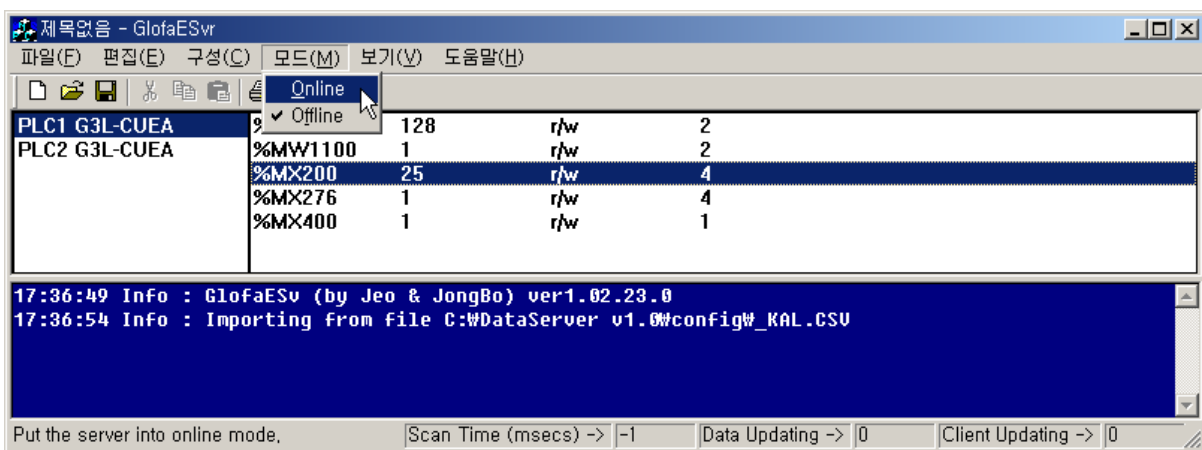 제목없음 - GlofaESvr
파일(F) 편집(E) 구성(C) 모드(M) 보기(V) 도움말(H)
Online
Offline
PLC1 G3L-CUEA % 128 r/w 2
PLC2 G3L-CUEA %MW1100 1 r/w 2
%MX200 25 r/w 4
%MX276 1 r/w 4
%MX400 1 r/w 1
17:36:49 Info : GlofaESv (by Jeo & JongBo) ver1.02.23.0
17:36:54 Info : Importing from file C:₩DataServer v1.0₩config₩_KAL.CSV
Put the server into online mode, Scan Time (msecs) -> -1 Data Updating -> 0 Client Updating -> 0